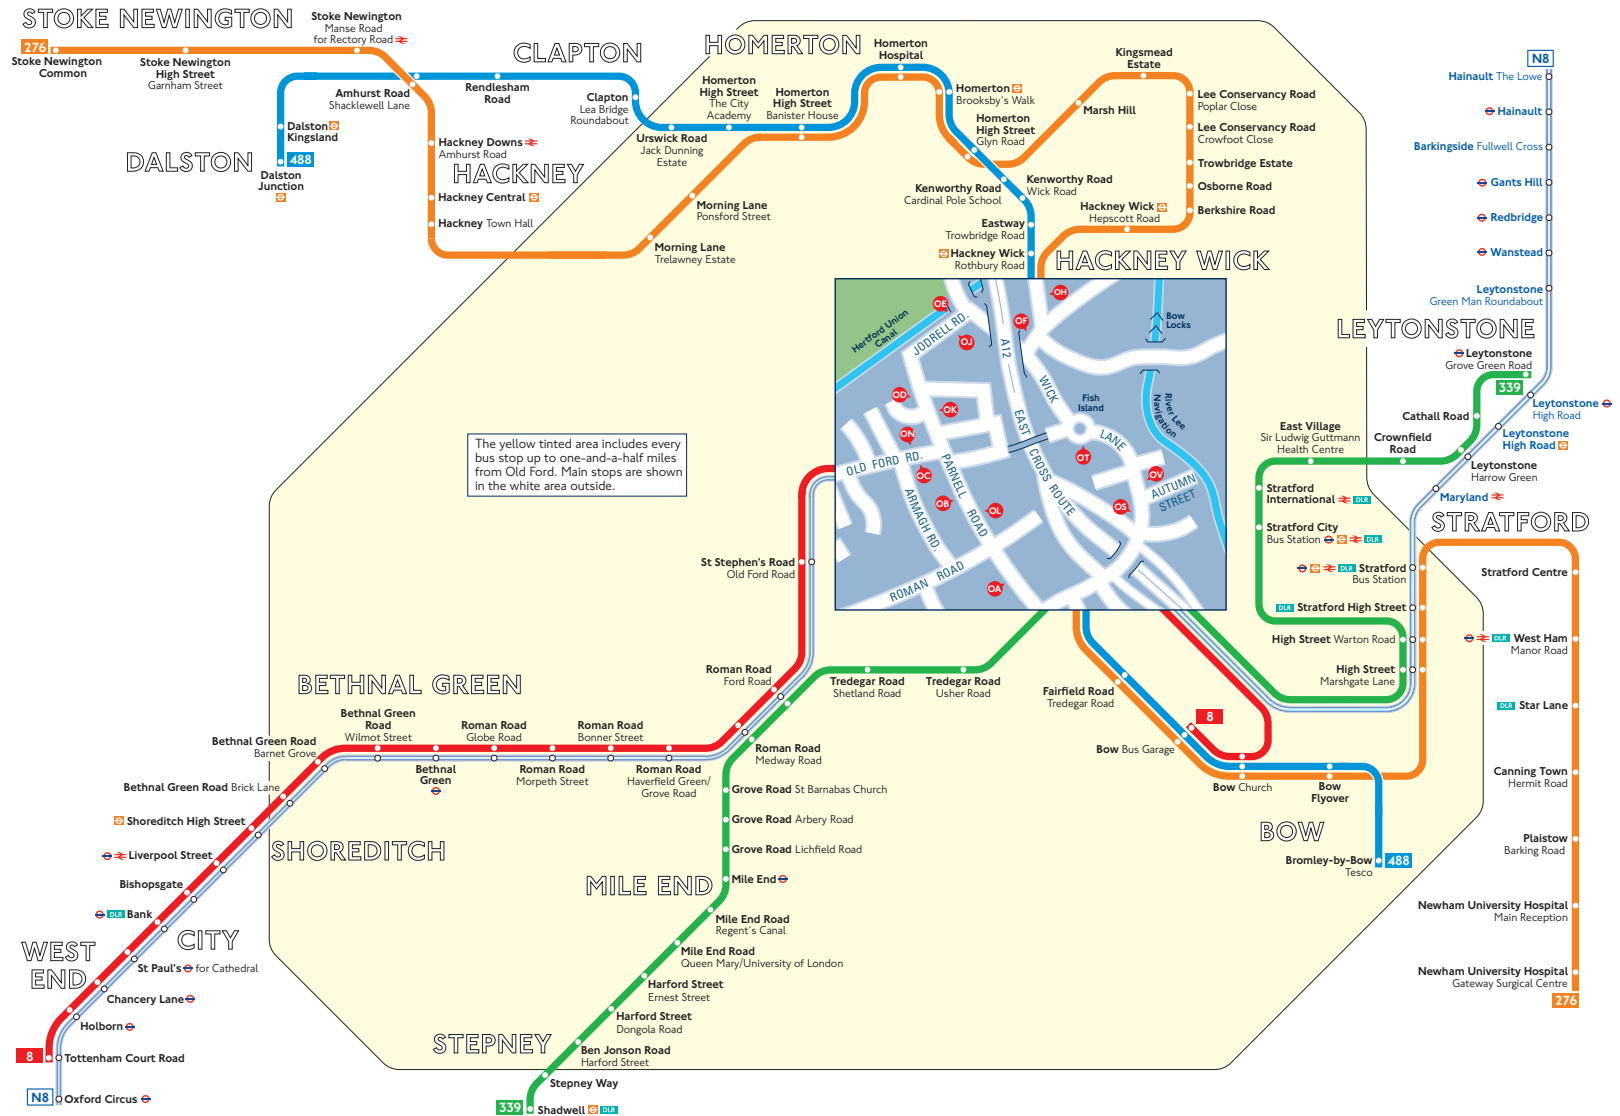 STOKE NEWINGTON
276
Stoke Newington
Common
Stoke Newington
High Street
Garnham Street
Stoke Newington
Manse Road
for Rectory Road
CLAPTON
Amhurst Road
Shacklewell Lane
Rendlesham
Road
Clapton
Lea Bridge
Roundabout
Dalston
Kingsland
DALSTON
488
Dalston
Junction
Hackney Downs
Amhurst Road
HACKNEY
Hackney Central
Hackney Town Hall
HOMERTON
Urswick Road
Jack Dunning
Estate
Homerton
High Street
The City
Academy
Homerton
High Street
Banister House
Homerton
Hospital
Homerton
Brooksby's Walk
Homerton
High Street
Glyn Road
Morning Lane
Ponsford Street
Morning Lane
Trelawney Estate
Kenworthy Road
Cardinal Pole School
Kenworthy Road
Wick Road
Eastway
Trowbridge Road
Hackney Wick
Rothbury Road
Marsh Hill
Kingsmead
Estate
Lee Conservancy Road
Poplar Close
Lee Conservancy Road
Crowfoot Close
Trowbridge Estate
Osborne Road
Berkshire Road
Hackney Wick
Hepscott Road
HACKNEY WICK
N8
Hainault The Lowe
Hainault
Barkingside Fullwell Cross
Gants Hill
Redbridge
Wanstead
Leytonstone
Green Man Roundabout
LEYTONSTONE
Leytonstone
Grove Green Road
339
Leytonstone
High Road
Cathall Road
Leytonstone
High Road
Crownfield
Road
Leytonstone
Harrow Green
East Village
Sir Ludwig Guttmann
Health Centre
Maryland
Stratford
International DLR
STRATFORD
Stratford City
Bus Station DLR
DLR Stratford
Bus Station
DLR Stratford High Street
High Street Warton Road
High Street
Marshgate Lane
Stratford Centre
DLR West Ham
Manor Road
DLR Star Lane
Canning Town
Hermit Road
Plaistow
Barking Road
Newham University Hospital
Main Reception
Newham University Hospital
Gateway Surgical Centre
276
The yellow tinted area includes every
bus stop up to one-and-a-half miles
from Old Ford. Main stops are shown
in the white area outside.
Hertford Union
Canal
JODRELL RD.
A12
EAST
CROSS ROUTE
WICK
LANE
Fish
Island
Bow
Locks
River Lee
Navigation
OLD FORD RD.
PARNELL
ROAD
ARMAGH RD.
ROMAN ROAD
AUTUMN
STREET
OE
OH
OF
OJ
OD
OK
ON
OC
OB
OL
OT
OV
OS
OA
St Stephen's Road
Old Ford Road
Roman Road
Ford Road
Tredegar Road
Shetland Road
Tredegar Road
Usher Road
Fairfield Road
Tredegar Road
8
Bow Bus Garage
Bow Church
Bow
Flyover
BOW
Bromley-by-Bow
Tesco
488
BETHNAL GREEN
Bethnal Green
Road
Wilmot Street
Roman Road
Globe Road
Roman Road
Bonner Street
Bethnal Green Road
Barnet Grove
Bethnal
Green
Roman Road
Morpeth Street
Roman Road
Haverfield Green/
Grove Road
Roman Road
Medway Road
Bethnal Green Road Brick Lane
Shoreditch High Street
SHOREDITCH
Liverpool Street
Bishopsgate
DLR Bank
CITY
WEST
END
St Paul's for Cathedral
Chancery Lane
Holborn
8
Tottenham Court Road
N8
Oxford Circus
Grove Road St Barnabas Church
Grove Road Arbery Road
Grove Road Lichfield Road
MILE END
Mile End
Mile End Road
Regent's Canal
Mile End Road
Queen Mary/University of London
Harford Street
Ernest Street
Harford Street
Dongola Road
STEPNEY
Ben Jonson Road
Harford Street
Stepney Way
339
Shadwell DLR